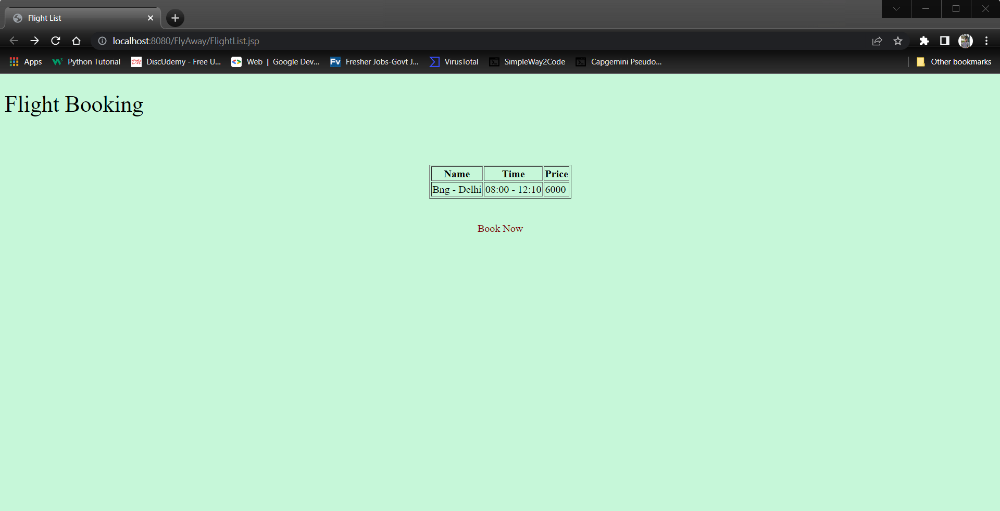 Flight List
localhost:8080/FlyAway/FlightList.jsp
Apps Python Tutorial DU DiscUdemy - Free U... Web | Google Dev... Fv Fresher Jobs-Govt J... VirusTotal SimpleWay2Code Capgemini Pseudo... Other bookmarks
Flight Booking
Name Time Price
Bng - Delhi 08:00 - 12:10 6000
Book Now